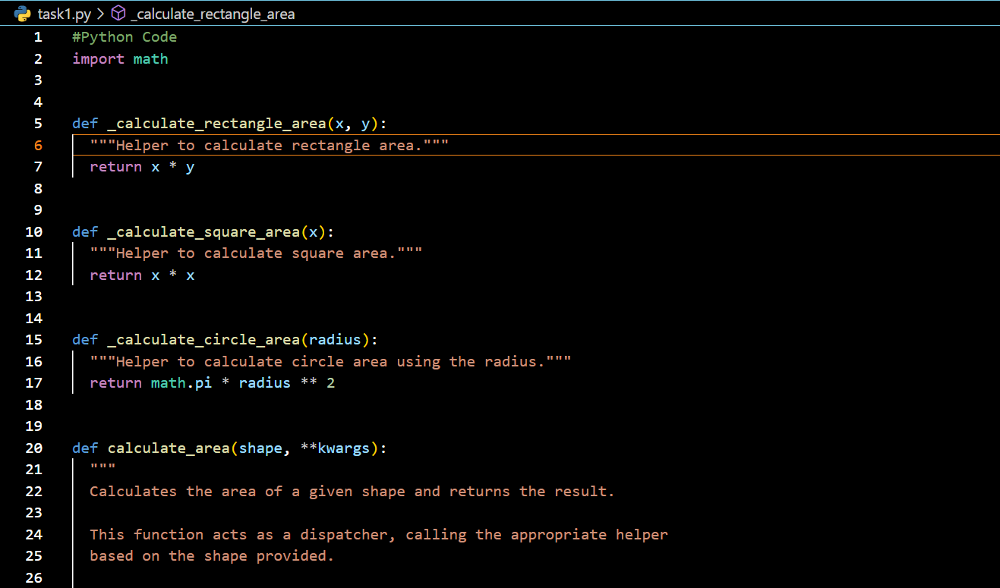 task1.py > _calculate_rectangle_area
1 #Python Code
2 import math
3
4
5 def _calculate_rectangle_area(x, y):
6   """Helper to calculate rectangle area."""
7   return x * y
8
9
10 def _calculate_square_area(x):
11   """Helper to calculate square area."""
12   return x * x
13
14
15 def _calculate_circle_area(radius):
16   """Helper to calculate circle area using the radius."""
17   return math.pi * radius ** 2
18
19
20 def calculate_area(shape, **kwargs):
21   """
22   Calculates the area of a given shape and returns the result.
23
24   This function acts as a dispatcher, calling the appropriate helper
25   based on the shape provided.
26